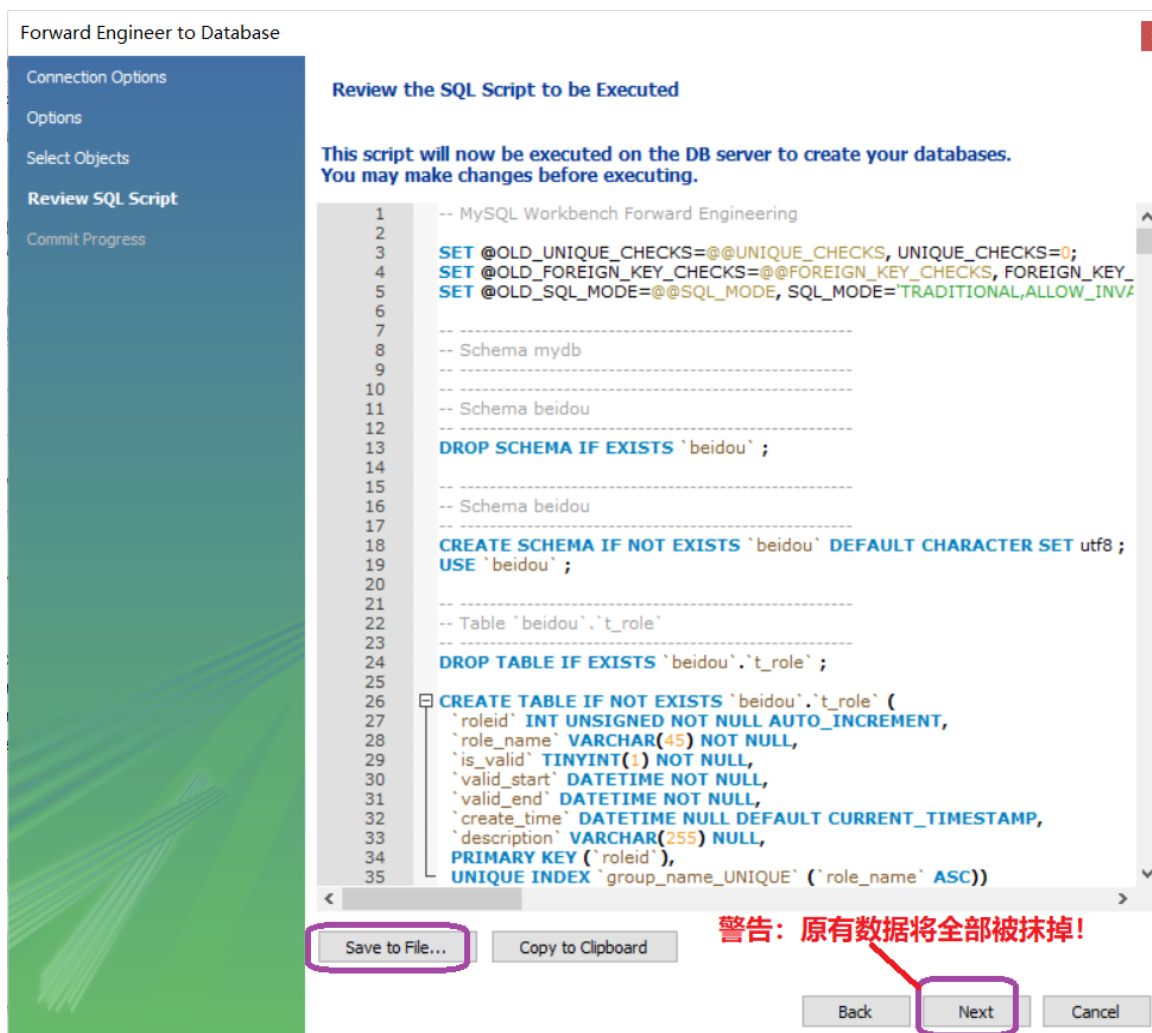 Forward Engineer to Database
Connection Options
Options
Select Objects
Review SQL Script
Commit Progress
Review the SQL Script to be Executed
This script will now be executed on the DB server to create your databases.
You may make changes before executing.
1 -- MySQL Workbench Forward Engineering
2
3 SET @OLD_UNIQUE_CHECKS=@@UNIQUE_CHECKS, UNIQUE_CHECKS=0;
4 SET @OLD_FOREIGN_KEY_CHECKS=@@FOREIGN_KEY_CHECKS, FOREIGN_KEY_
5 SET @OLD_SQL_MODE=@@SQL_MODE, SQL_MODE='TRADITIONAL,ALLOW_INVA
6
7 -- -----------------------------------------------------
8 -- Schema mydb
9 -- -----------------------------------------------------
10 -- -----------------------------------------------------
11 -- Schema beidou
12 -- -----------------------------------------------------
13 DROP SCHEMA IF EXISTS `beidou` ;
14
15 -- -----------------------------------------------------
16 -- Schema beidou
17 -- -----------------------------------------------------
18 CREATE SCHEMA IF NOT EXISTS `beidou` DEFAULT CHARACTER SET utf8 ;
19 USE `beidou` ;
20
21 -- -----------------------------------------------------
22 -- Table `beidou`.`t_role`
23 -- -----------------------------------------------------
24 DROP TABLE IF EXISTS `beidou`.`t_role` ;
25
26 CREATE TABLE IF NOT EXISTS `beidou`.`t_role` (
27 `roleid` INT UNSIGNED NOT NULL AUTO_INCREMENT,
28 `role_name` VARCHAR(45) NOT NULL,
29 `is_valid` TINYINT(1) NOT NULL,
30 `valid_start` DATETIME NOT NULL,
31 `valid_end` DATETIME NOT NULL,
32 `create_time` DATETIME NULL DEFAULT CURRENT_TIMESTAMP,
33 `description` VARCHAR(255) NULL,
34 PRIMARY KEY (`roleid`),
35 UNIQUE INDEX `group_name_UNIQUE` (`role_name` ASC))
警告：原有数据将全部被抹掉！
Save to File... Copy to Clipboard
Back Next Cancel